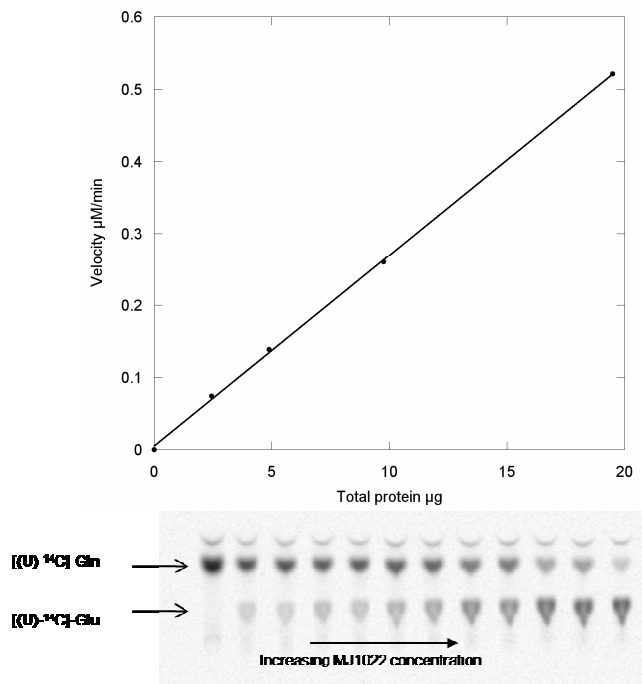 0.6
0.5
0.4
0.3
0.2
0.1
0
Velocity µM/min
0 5 10 15 20
Total protein µg
[(U) ¹⁴C] Gln
[(U)-¹⁴C]-Glu
Increasing MJ1022 concentration